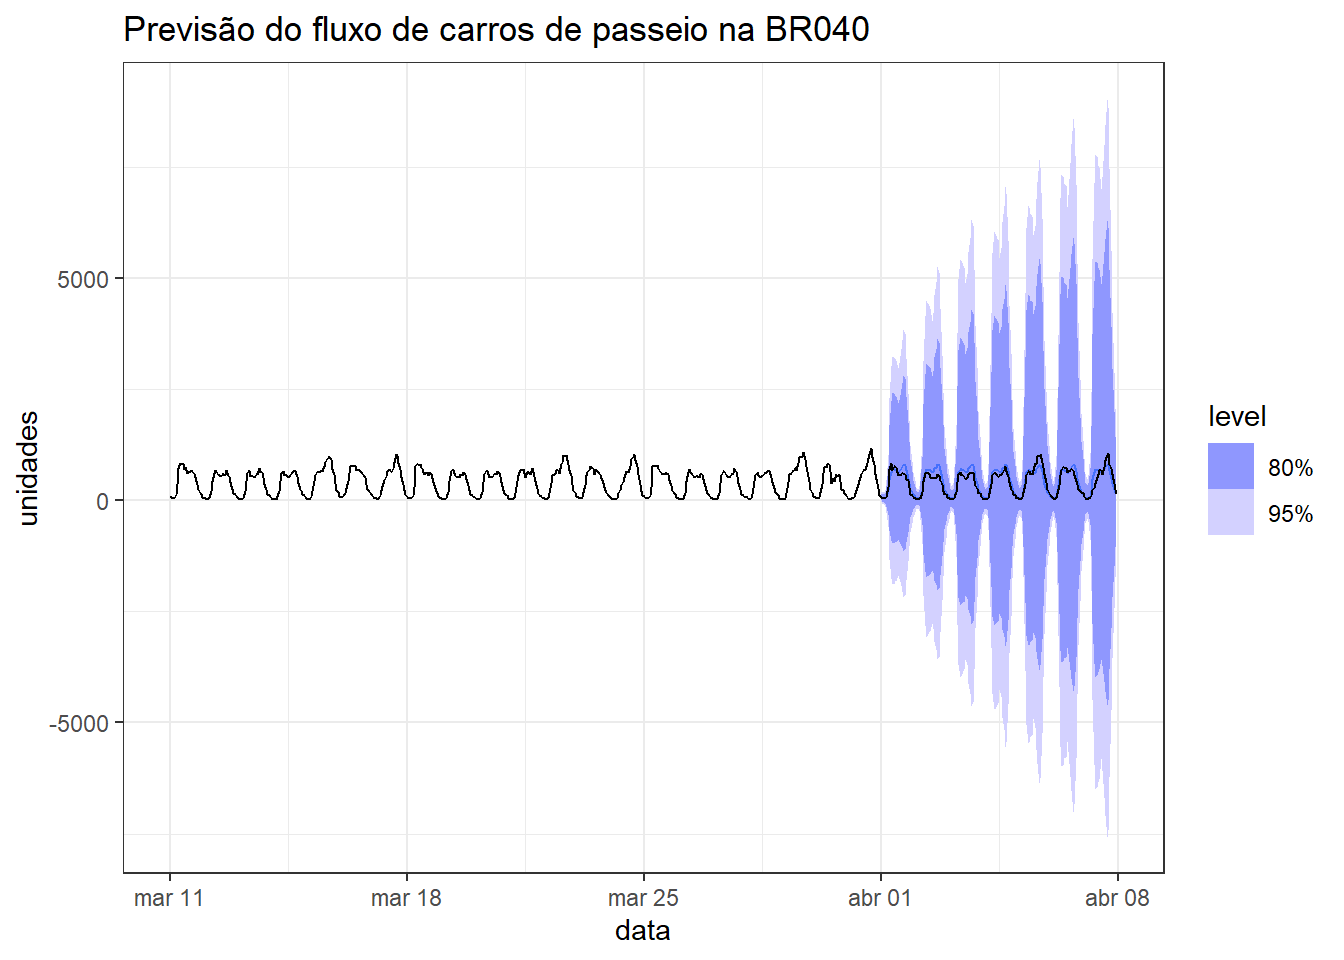 Previsão do fluxo de carros de passeio na BR040
unidades
5000
0
-5000
mar 11
mar 18
mar 25
abr 01
abr 08
data
level
80%
95%